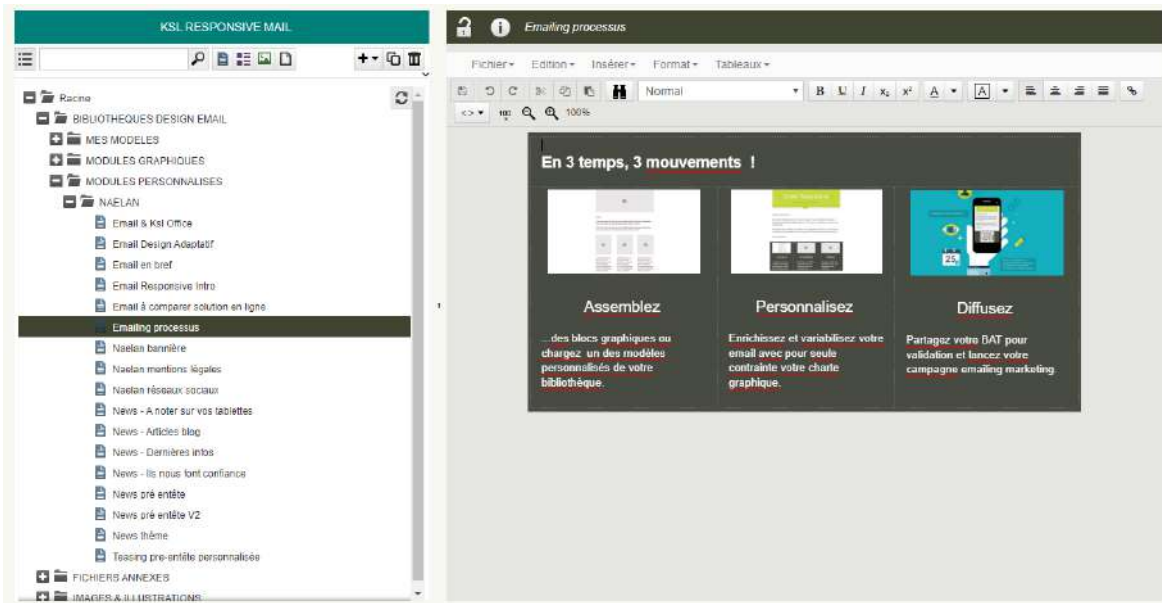 KSL RESPONSIVE MAIL
Racine
BIBLIOTHEQUES DESIGN EMAIL
MES MODELES
MODULES GRAPHIQUES
MODULES PERSONNALISES
NAELAN
Email & Ksl Office
Email Design Adaptatif
Email en bref
Email Responsive Intro
Email à comparer solution en ligne
Emailing processus
Naelan bannière
Naelan mentions légales
Naelan réseaux sociaux
News - A noter sur vos tablettes
News - Articles blog
News - Dernières infos
News - Ils nous font confiance
News pré entête
News pré entête V2
News thème
Teasing pre-entête personnalisée
FICHIERS ANNEXES
IMAGES & ILLUSTRATIONS
Emailing processus
Fichier Edition Insérer Format Tableaux
Normal B U I x₂ x² A A
<> 100%
En 3 temps, 3 mouvements !
25
Assemblez
...des blocs graphiques ou
chargez un des modèles
personnalisés de votre
bibliothèque.
Personnalisez
Enrichissez et variabilisez votre
email avec pour seule
contrainte votre charte
graphique.
Diffusez
Partagez votre BAT pour
validation et lancez votre
campagne emailing marketing.